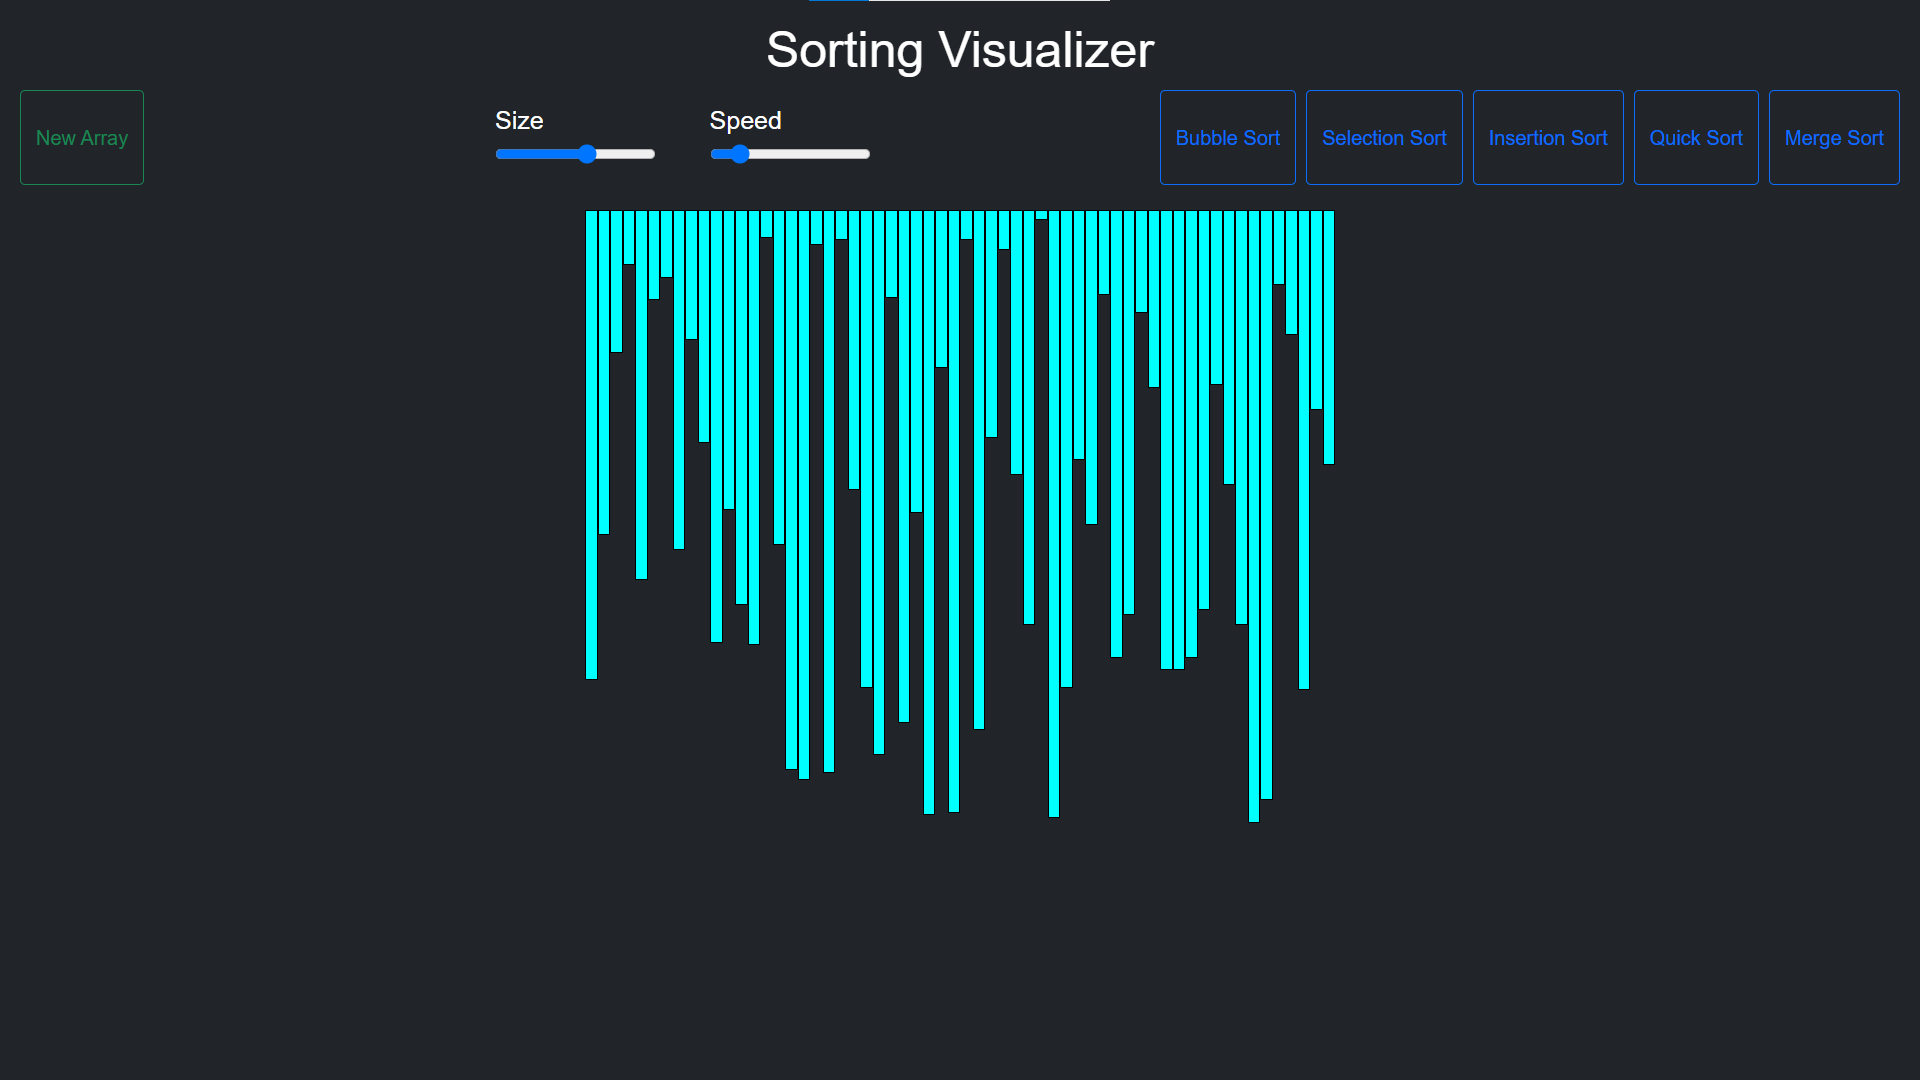 Sorting Visualizer
New Array
Size
Speed
Bubble Sort
Selection Sort
Insertion Sort
Quick Sort
Merge Sort